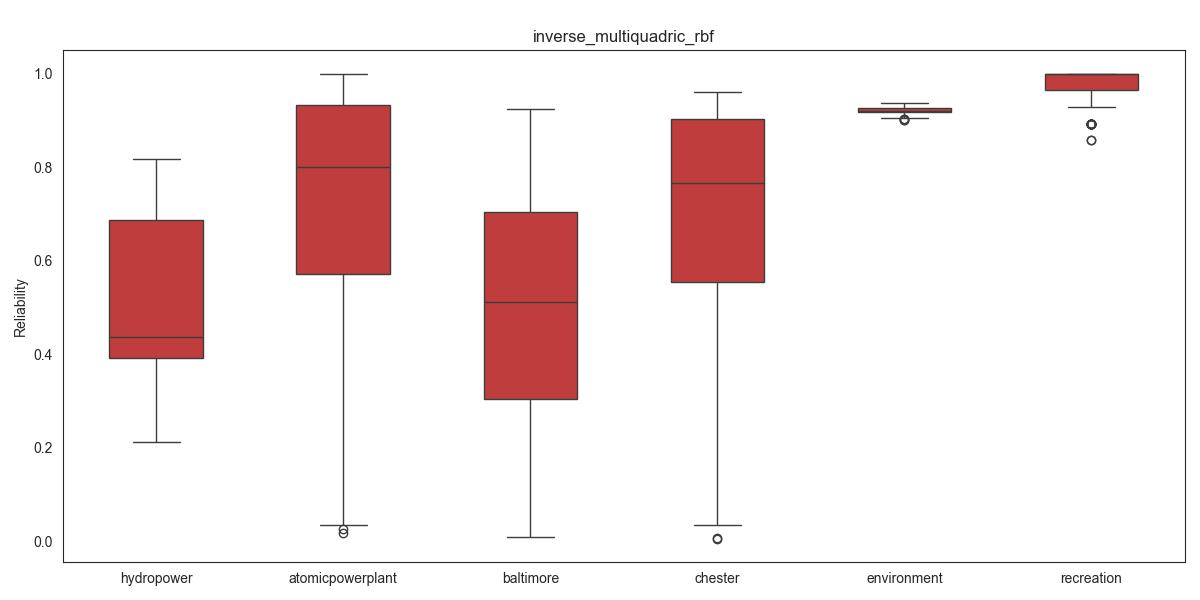 inverse_multiquadric_rbf
1.0
0.8
0.6
0.4
0.2
0.0
Reliability
hydropower atomicpowerplant baltimore chester environment recreation